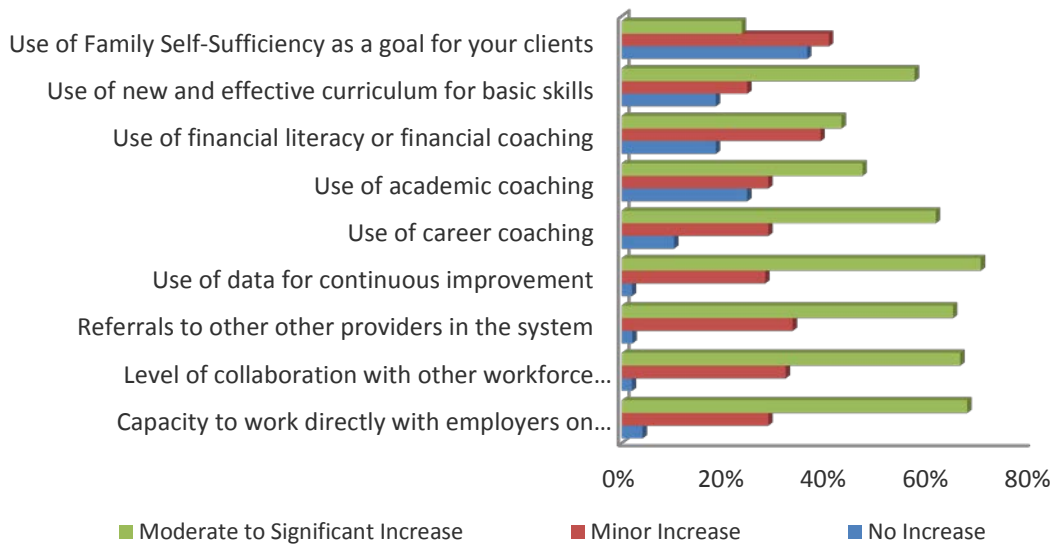 Use of Family Self-Sufficiency as a goal for your clients
Use of new and effective curriculum for basic skills
Use of financial literacy or financial coaching
Use of academic coaching
Use of career coaching
Use of data for continuous improvement
Referrals to other other providers in the system
Level of collaboration with other workforce...
Capacity to work directly with employers on...
0% 20% 40% 60% 80%
Moderate to Significant Increase Minor Increase No Increase